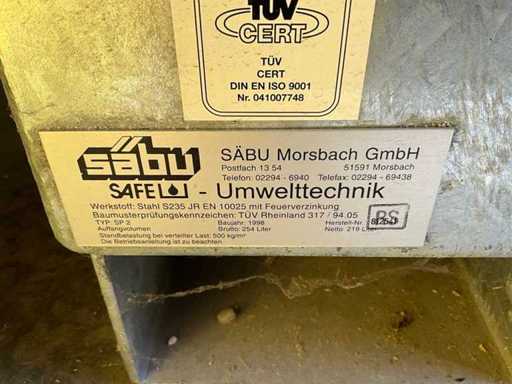 TÜV
CERT
TÜV
CERT
DIN EN ISO 9001
Nr. 041007748
säbu
SÄBU Morsbach GmbH
Postfach 13 54 51591 Morsbach
Telefon: 02294 - 6940 Telefax: 02294 - 69438
SAFE - Umwelttechnik
Werkstoff: Stahl S235 JR EN 10025 mit Feuerverzinkung
Baumusterprüfungskennzeichen: TÜV Rheinland 317 / 94.05
TYP: SP 2 Baujahr: 1998 Herstell-Nr.
Auffangvolumen Brutto: 254 Liter Netto: 219 Liter
Standbelastung bei verteilter Last: 500 kg/m²
Die Betriebsanleitung ist zu beachten